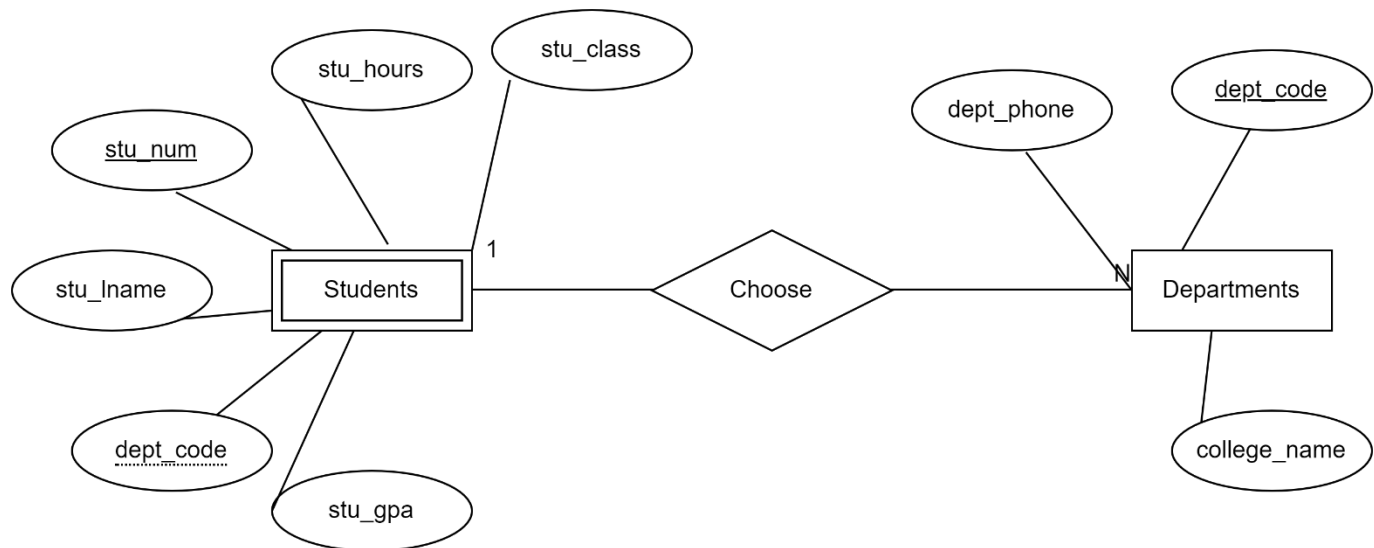 stu_class
stu_hours
dept_code
dept_phone
stu_num
1
N
stu_lname
Students
Choose
Departments
dept_code
college_name
stu_gpa